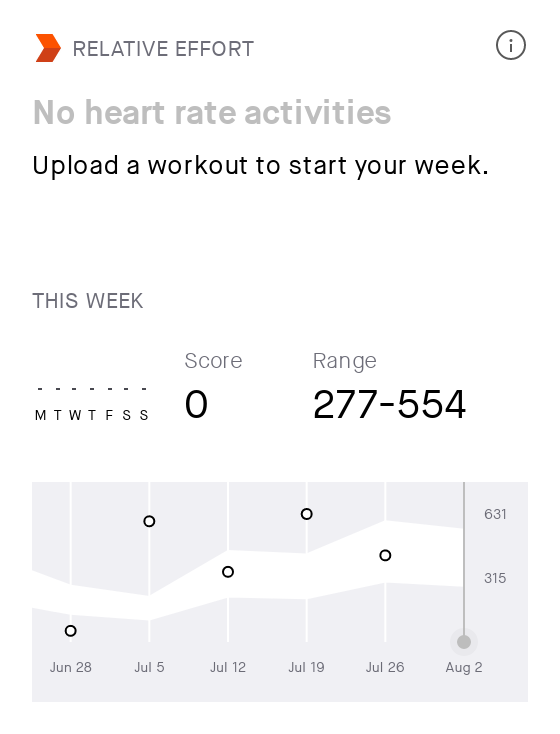 RELATIVE EFFORT
No heart rate activities
Upload a workout to start your week.
THIS WEEK
Score Range
- - - - - - -
M T W T F S S
0 277-554
631
315
Jun 28 Jul 5 Jul 12 Jul 19 Jul 26 Aug 2